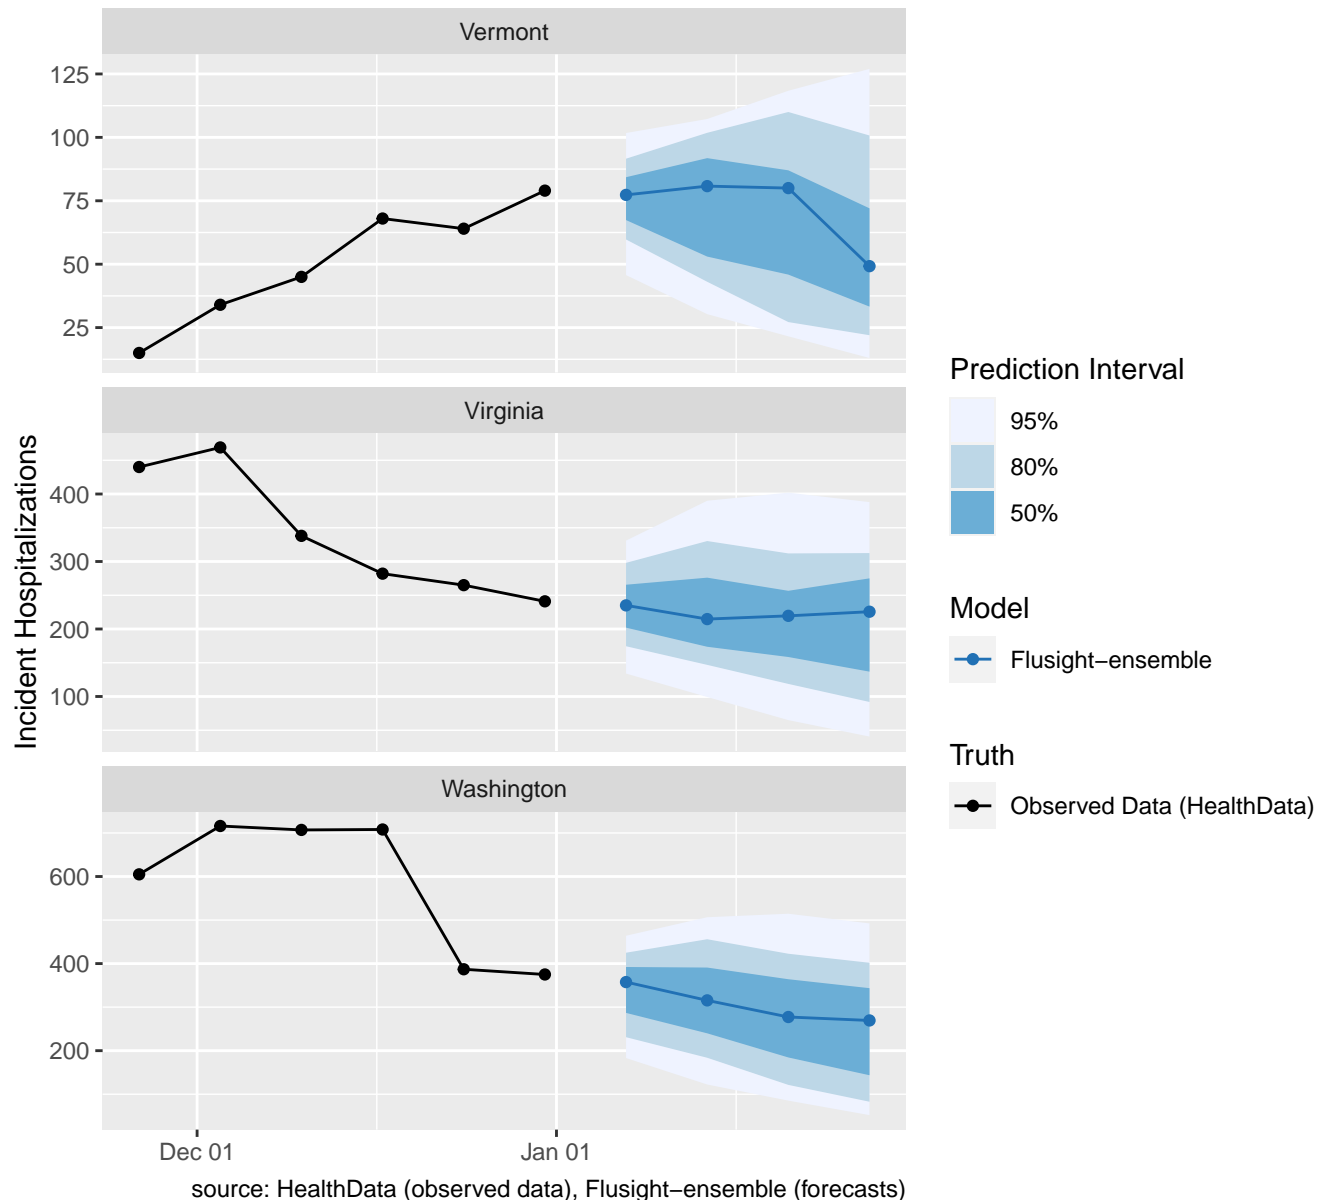 Vermont
125
100
75
50
25
Virginia
400
300
200
100
Washington
600
400
200
Incident Hospitalizations
Dec 01
Jan 01
source: HealthData (observed data), Flusight−ensemble (forecasts)
Prediction Interval
95%
80%
50%
Model
Flusight−ensemble
Truth
Observed Data (HealthData)